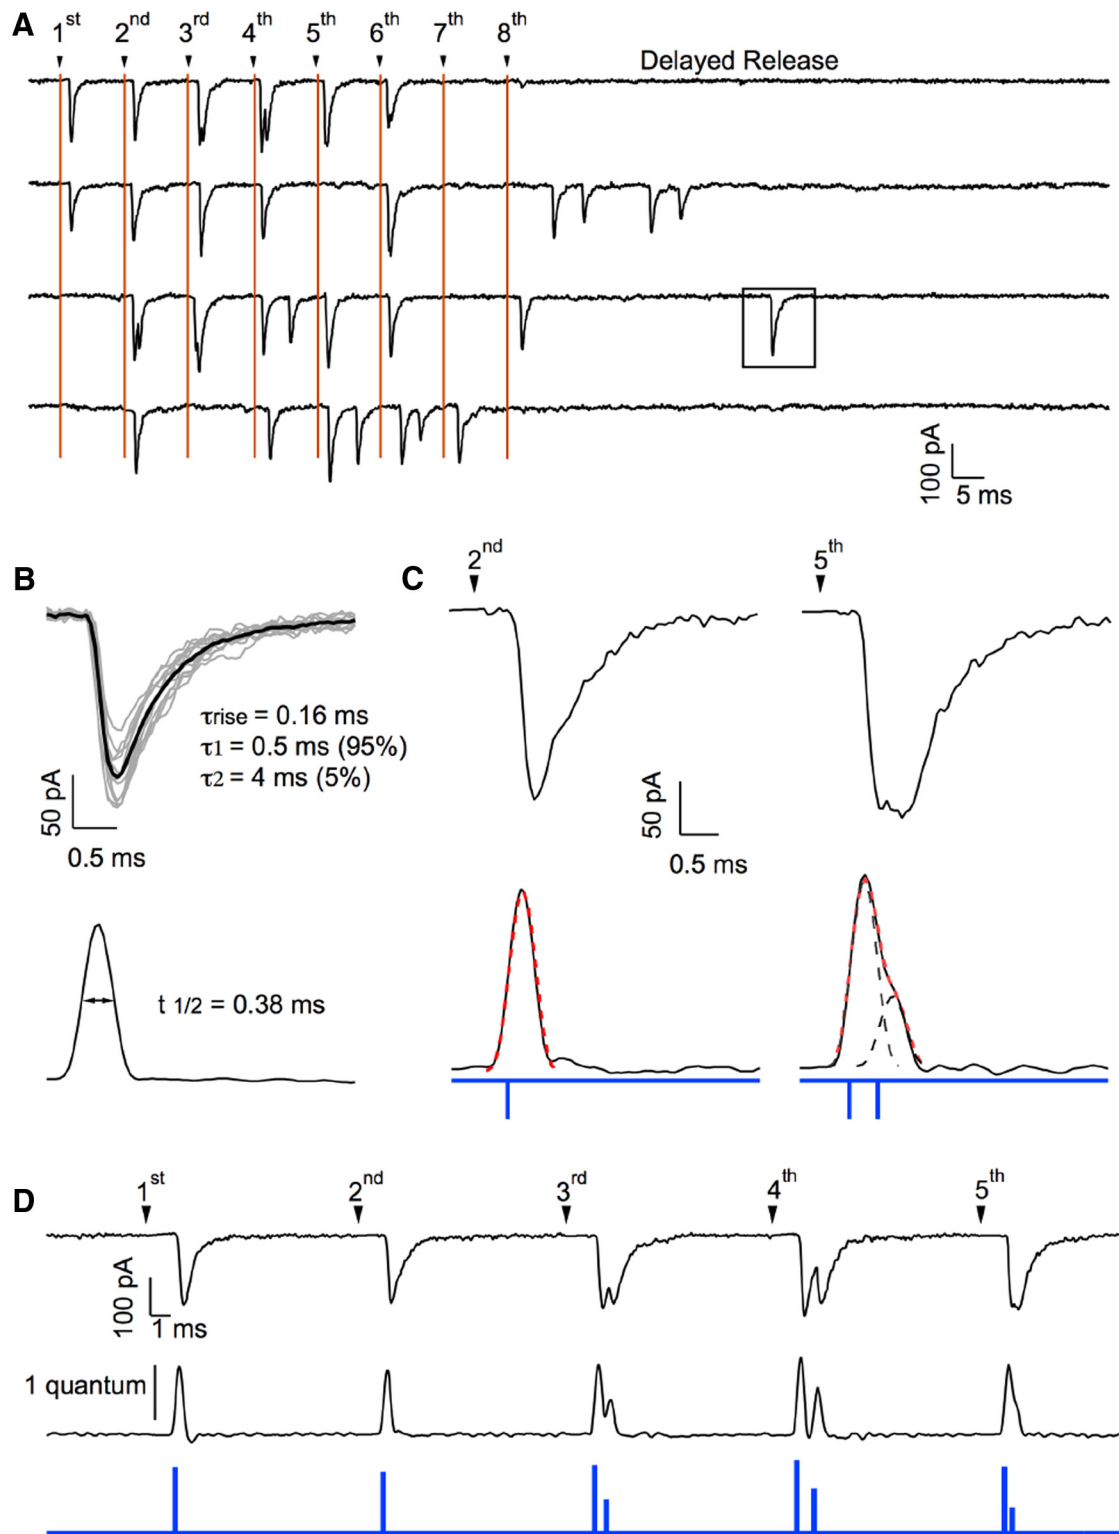 A
1st 2nd 3rd 4th 5th 6th 7th 8th
Delayed Release
100 pA
5 ms
B
τrise = 0.16 ms
τ1 = 0.5 ms (95%)
τ2 = 4 ms (5%)
50 pA
0.5 ms
t 1/2 = 0.38 ms
C
2nd 5th
50 pA
0.5 ms
D
1st 2nd 3rd 4th 5th
100 pA
1 ms
1 quantum